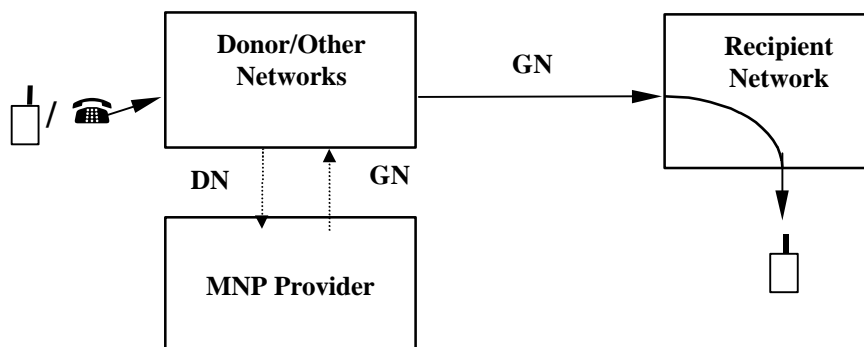 Donor/Other
Networks
GN
Recipient
Network
/
DN
GN
MNP Provider